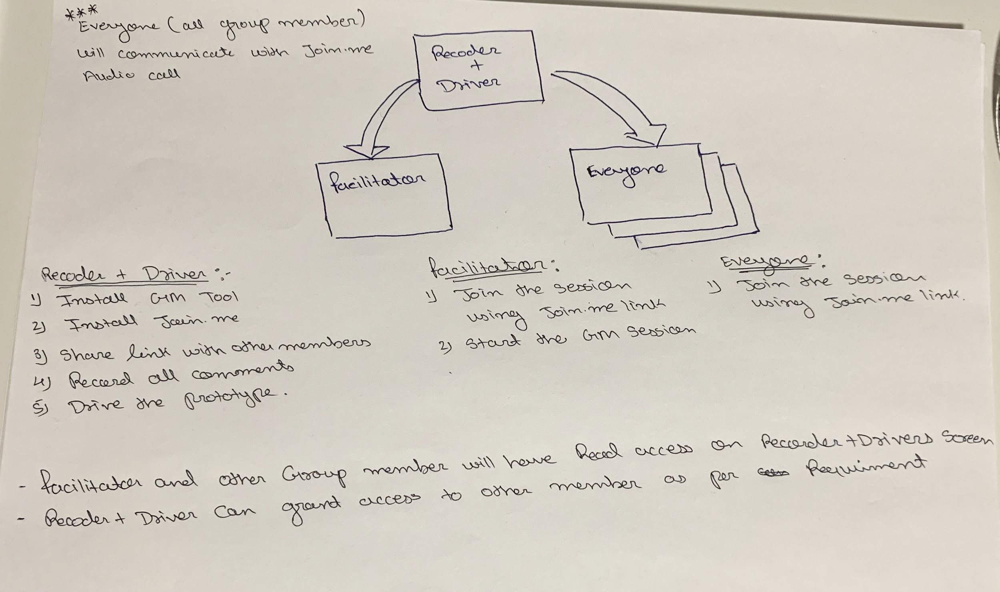 ***
Everyone (all group member)
will communicate with Join.me
Audio call
Recoder
+
Driver
facilitator
Everyone
Recoder + Driver :-
1) Install GM Tool
2) Install Join.me
3) Share link with other members
4) Record all comments
5) Drive the prototype.
facilitator:
1) Join the session
using Join.me link
2) Start the GM session
Everyone:
1) Join the session
using Join.me link.
- facilitator and other Group member will have Read access on Recorder+Drivers Screen
- Recoder + Driver can grant access to other member as per Requirment